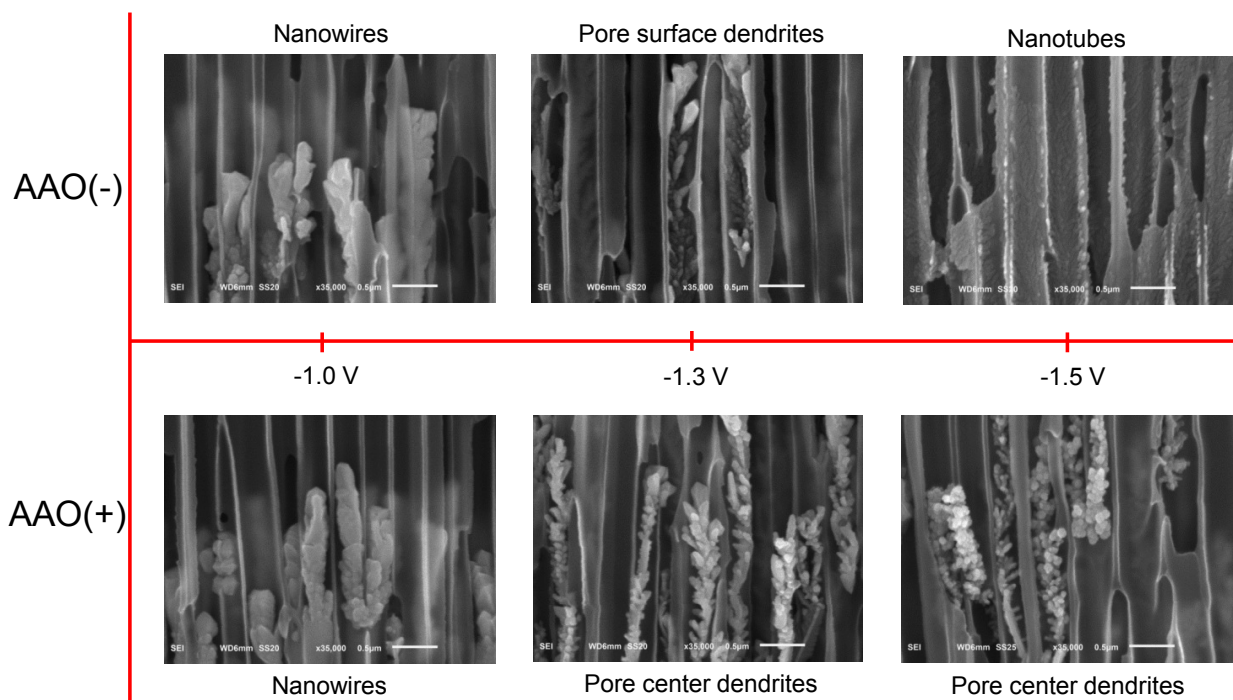 Nanowires
Pore surface dendrites
Nanotubes
AAO(-)
SEI WD6mm SS20 x35,000 0.5μm
SEI WD6mm SS20 x35,000 0.5μm
SEI WD6mm SS30 x35,000 0.5μm
-1.0 V
-1.3 V
-1.5 V
AAO(+)
SEI WD6mm SS20 x35,000 0.5μm
SEI WD6mm SS20 x35,000 0.5μm
SEI WD6mm SS25 x35,000 0.5μm
Nanowires
Pore center dendrites
Pore center dendrites